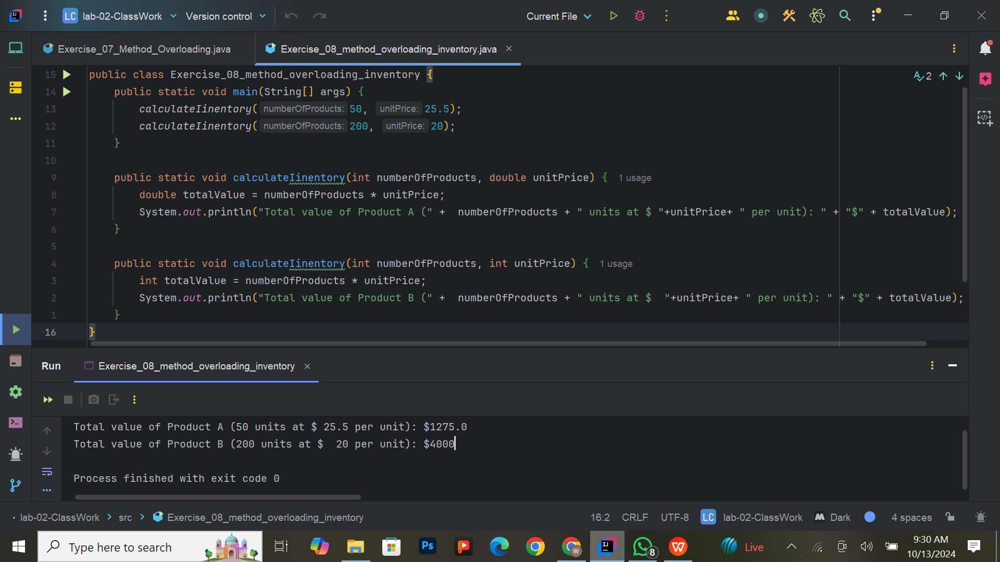 LC lab-02-ClassWork Version control Current File
Exercise_07_Method_Overloading.java Exercise_08_method_overloading_inventory.java
15 public class Exercise_08_method_overloading_inventory { 2
14 public static void main(String[] args) {
13 calculateIinentory( numberOfProducts: 50, unitPrice: 25.5);
12 calculateIinentory( numberOfProducts: 200, unitPrice: 20);
11 }
10
9 public static void calculateIinentory(int numberOfProducts, double unitPrice) { 1 usage
8 double totalValue = numberOfProducts * unitPrice;
7 System.out.println("Total value of Product A (" +  numberOfProducts + " units at $ "+unitPrice+ " per unit): " + "$" + totalValue);
6 }
5
4 public static void calculateIinentory(int numberOfProducts, int unitPrice) { 1 usage
3 int totalValue = numberOfProducts * unitPrice;
2 System.out.println("Total value of Product B (" +  numberOfProducts + " units at $  "+unitPrice+ " per unit): " + "$" + totalValue);
1 }
16 }
Run Exercise_08_method_overloading_inventory
Total value of Product A (50 units at $ 25.5 per unit): $1275.0
Total value of Product B (200 units at $  20 per unit): $4000
Process finished with exit code 0
lab-02-ClassWork src Exercise_08_method_overloading_inventory 16:2 CRLF UTF-8 LC lab-02-ClassWork Dark 4 spaces
Type here to search Ps W IJ 8 W Live 9:30 AM
10/13/2024